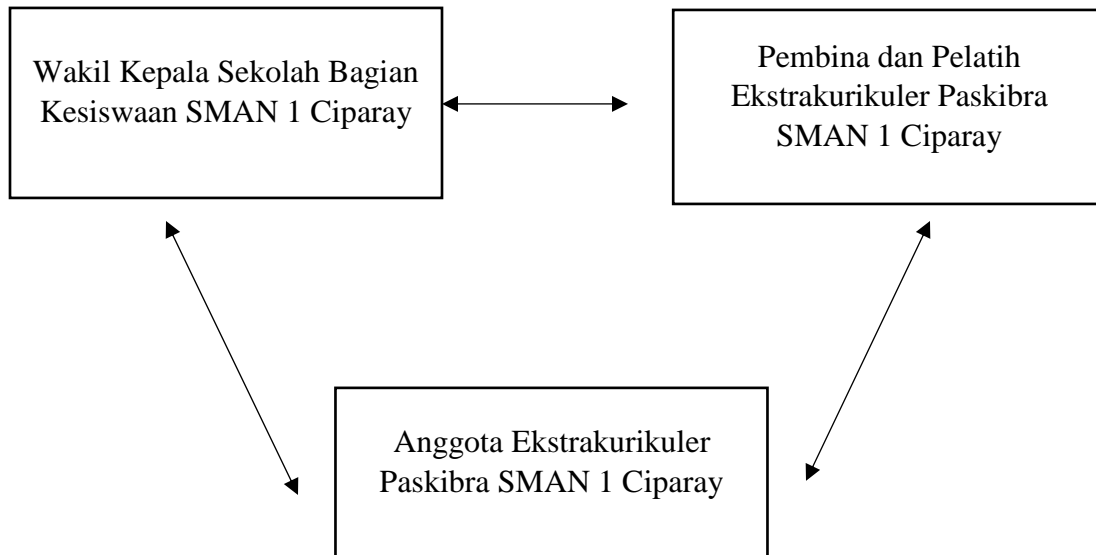 Wakil Kepala Sekolah Bagian
Kesiswaan SMAN 1 Ciparay
Pembina dan Pelatih
Ekstrakurikuler Paskibra
SMAN 1 Ciparay
Anggota Ekstrakurikuler
Paskibra SMAN 1 Ciparay